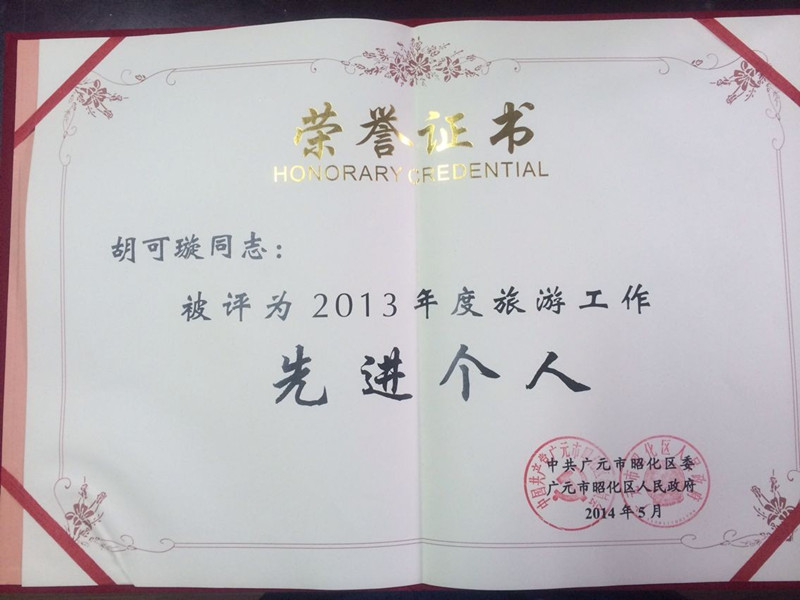 荣誉证书
HONORARY CREDENTIAL
胡可璇同志：
被评为2013年度旅游工作
先进个人
中共广元市昭化区委
广元市昭化区人民政府
2014年5月